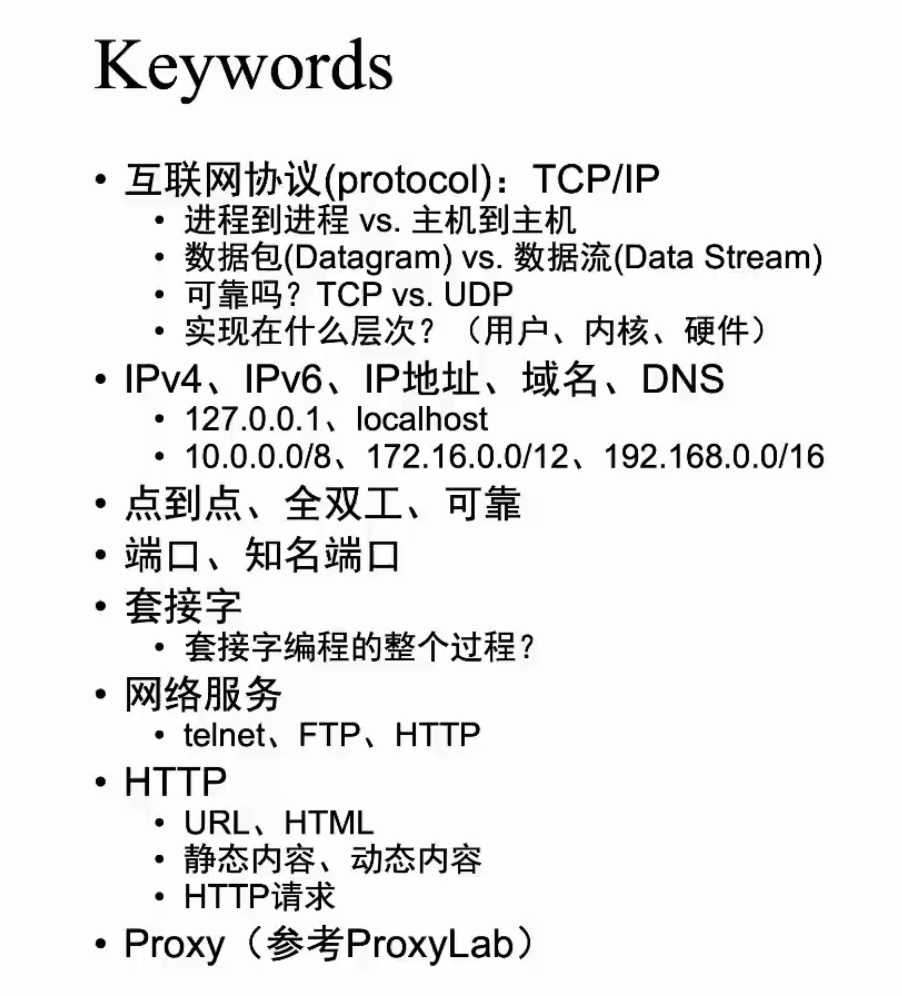 Keywords
• 互联网协议(protocol)：TCP/IP
• 进程到进程 vs. 主机到主机
• 数据包(Datagram) vs. 数据流(Data Stream)
• 可靠吗？TCP vs. UDP
• 实现在什么层次？（用户、内核、硬件）
• IPv4、IPv6、IP地址、域名、DNS
• 127.0.0.1、localhost
• 10.0.0.0/8、172.16.0.0/12、192.168.0.0/16
• 点到点、全双工、可靠
• 端口、知名端口
• 套接字
• 套接字编程的整个过程？
• 网络服务
• telnet、FTP、HTTP
• HTTP
• URL、HTML
• 静态内容、动态内容
• HTTP请求
• Proxy（参考ProxyLab）